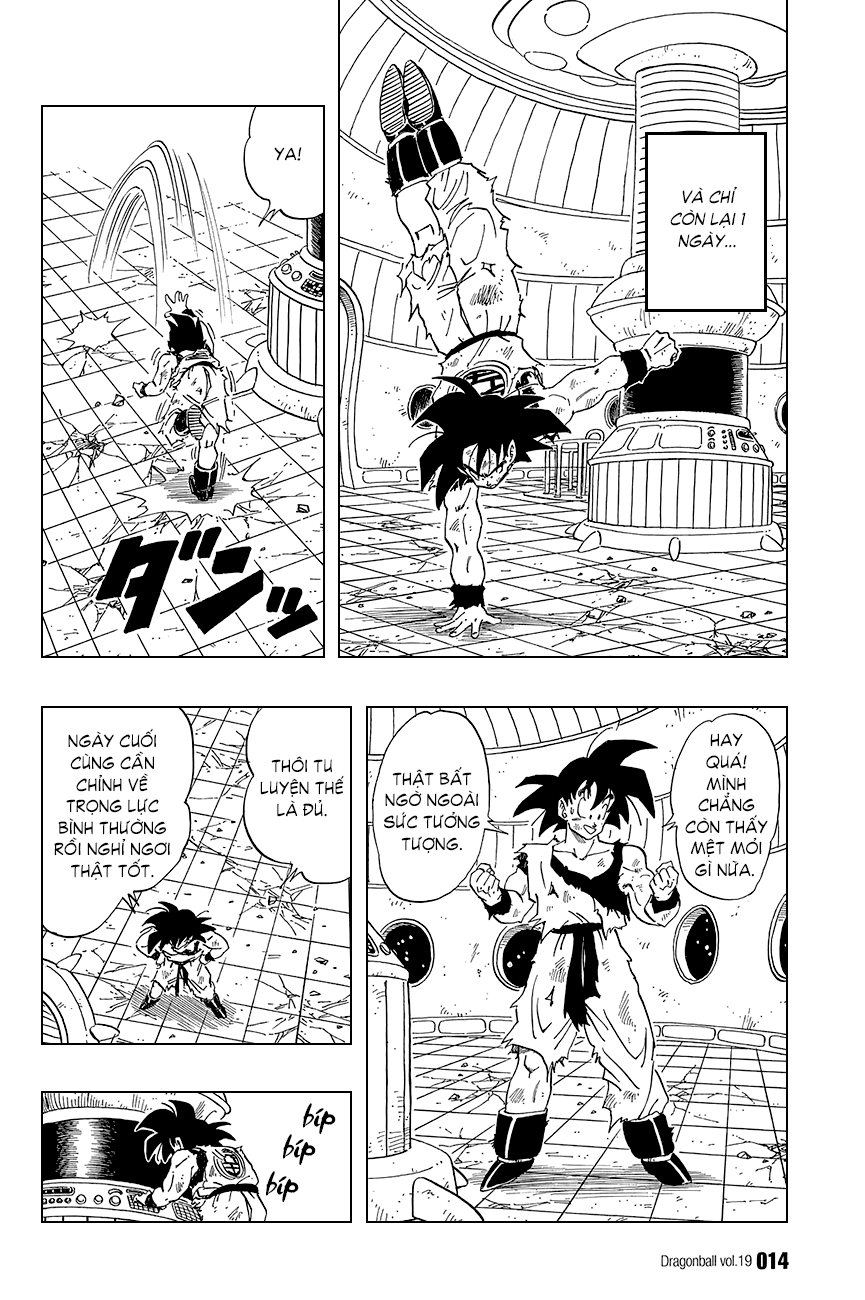 VÀ CHỈ
CÒN LẠI 1
NGÀY...
YA!
ダンッ
HAY
QUÁ!
MÌNH
CHẲNG
CÒN THẤY
MỆT MỎI
GÌ NỮA.
THẬT BẤT
NGỜ NGOÀI
SỨC TƯỚNG
TƯỢNG.
THÔI TU
LUYỆN THẾ
LÀ ĐỦ.
NGÀY CUỐI
CÙNG CẦN
CHỈNH VỀ
TRỌNG LỰC
BÌNH THƯỜNG
RỒI NGHỈ NGƠI
THẬT TỐT.
bíp
bíp
bíp
Dragonball vol.19 014